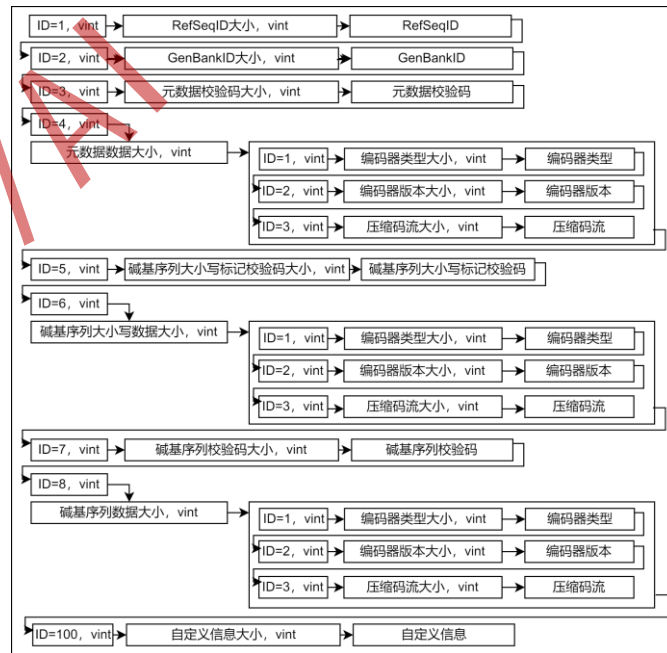 ID=1，vint RefSeqID大小，vint RefSeqID
ID=2，vint GenBankID大小，vint GenBankID
ID=3，vint 元数据校验码大小，vint 元数据校验码
ID=4，vint
元数据数据大小，vint
ID=1，vint 编码器类型大小，vint 编码器类型
ID=2，vint 编码器版本大小，vint 编码器版本
ID=3，vint 压缩码流大小，vint 压缩码流
ID=5，vint 碱基序列大小写标记校验码大小，vint 碱基序列大小写标记校验码
ID=6，vint
碱基序列大小写数据大小，vint
ID=1，vint 编码器类型大小，vint 编码器类型
ID=2，vint 编码器版本大小，vint 编码器版本
ID=3，vint 压缩码流大小，vint 压缩码流
ID=7，vint 碱基序列校验码大小，vint 碱基序列校验码
ID=8，vint
碱基序列数据大小，vint
ID=1，vint 编码器类型大小，vint 编码器类型
ID=2，vint 编码器版本大小，vint 编码器版本
ID=3，vint 压缩码流大小，vint 压缩码流
ID=100，vint 自定义信息大小，vint 自定义信息
/AI